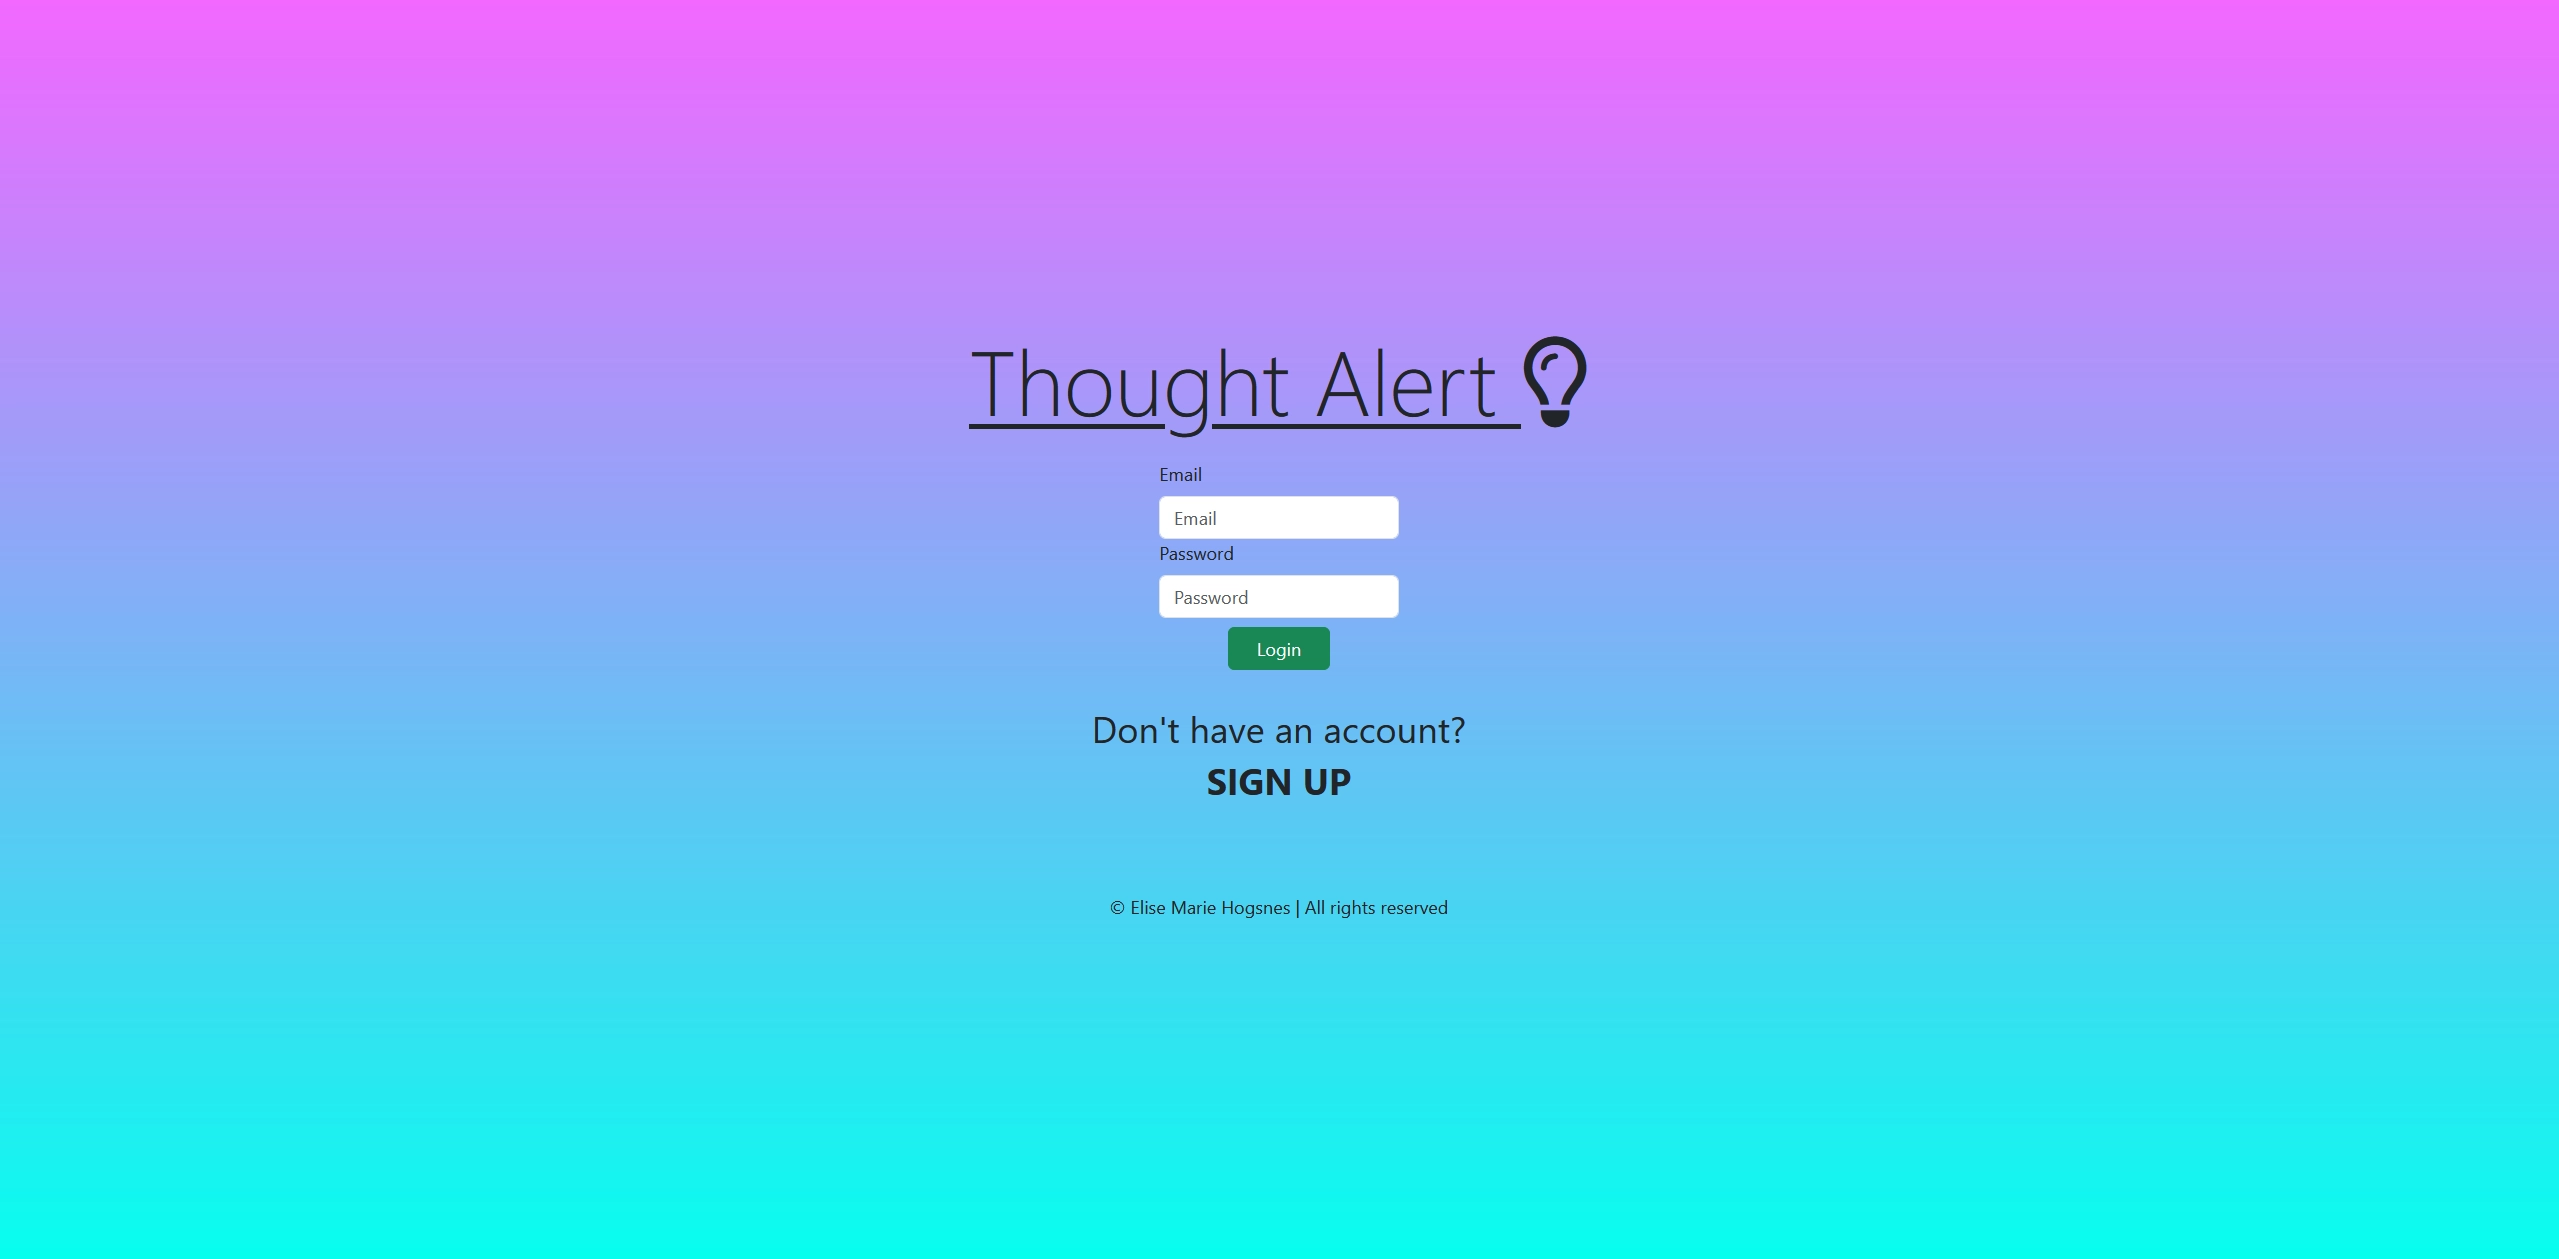 Thought Alert
Email
Email
Password
Password
Login
Don't have an account?
SIGN UP
© Elise Marie Hogsnes | All rights reserved